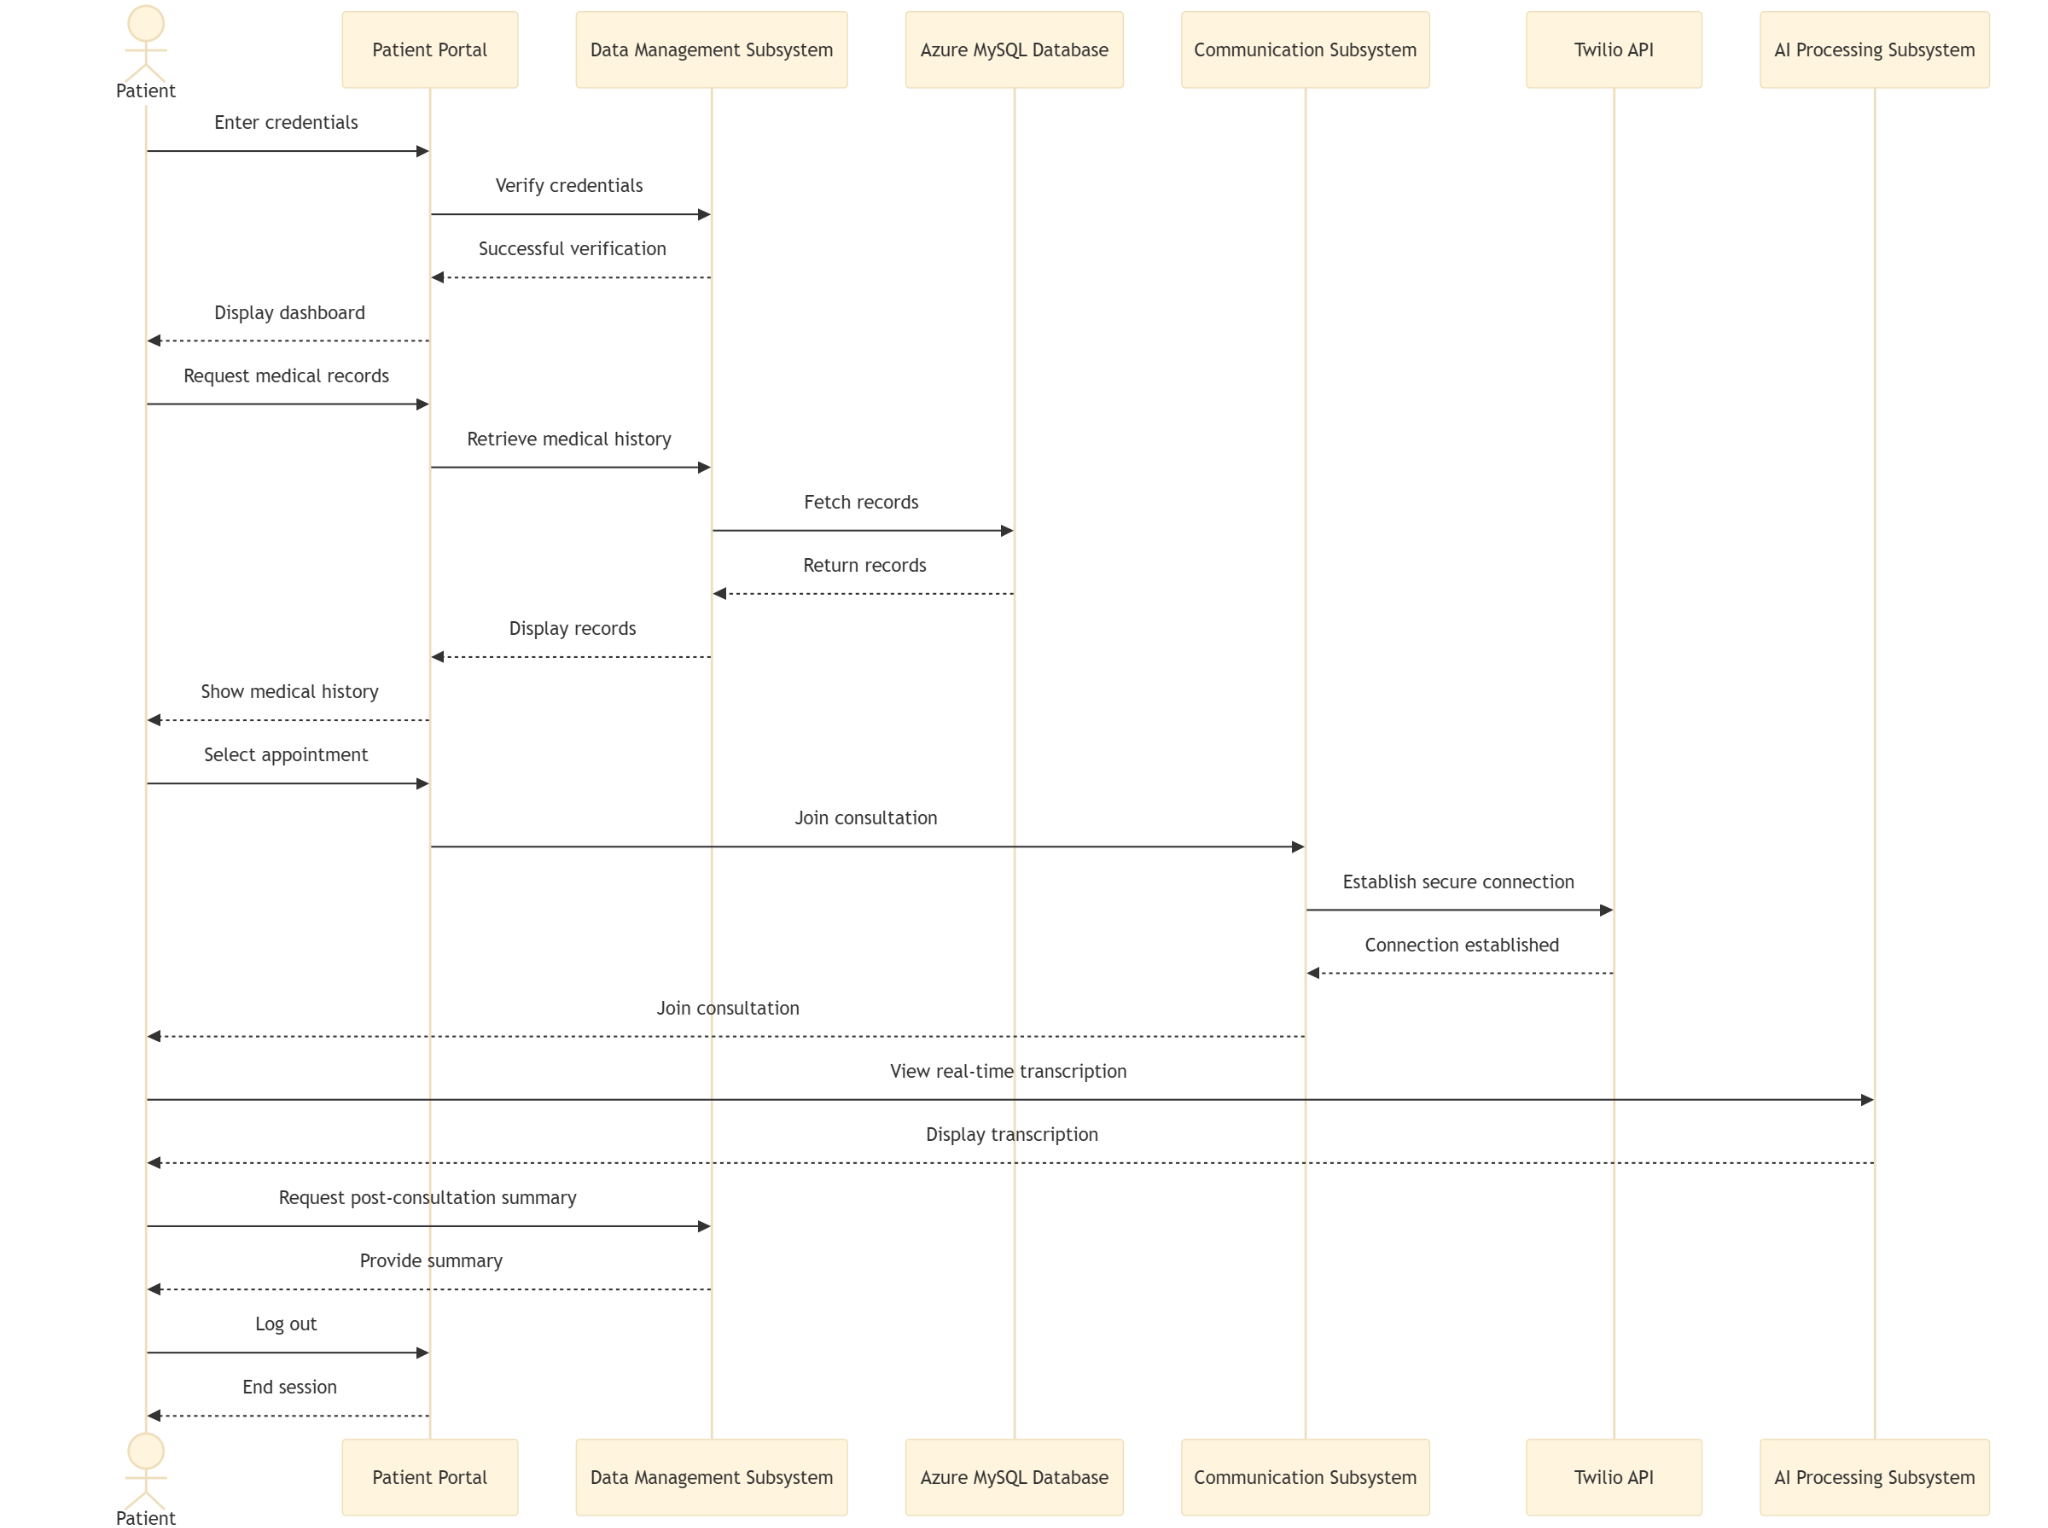 Patient
Patient Portal
Data Management Subsystem
Azure MySQL Database
Communication Subsystem
Twilio API
AI Processing Subsystem
Enter credentials
Verify credentials
Successful verification
Display dashboard
Request medical records
Retrieve medical history
Fetch records
Return records
Display records
Show medical history
Select appointment
Join consultation
Establish secure connection
Connection established
Join consultation
View real-time transcription
Display transcription
Request post-consultation summary
Provide summary
Log out
End session
Patient
Patient Portal
Data Management Subsystem
Azure MySQL Database
Communication Subsystem
Twilio API
AI Processing Subsystem